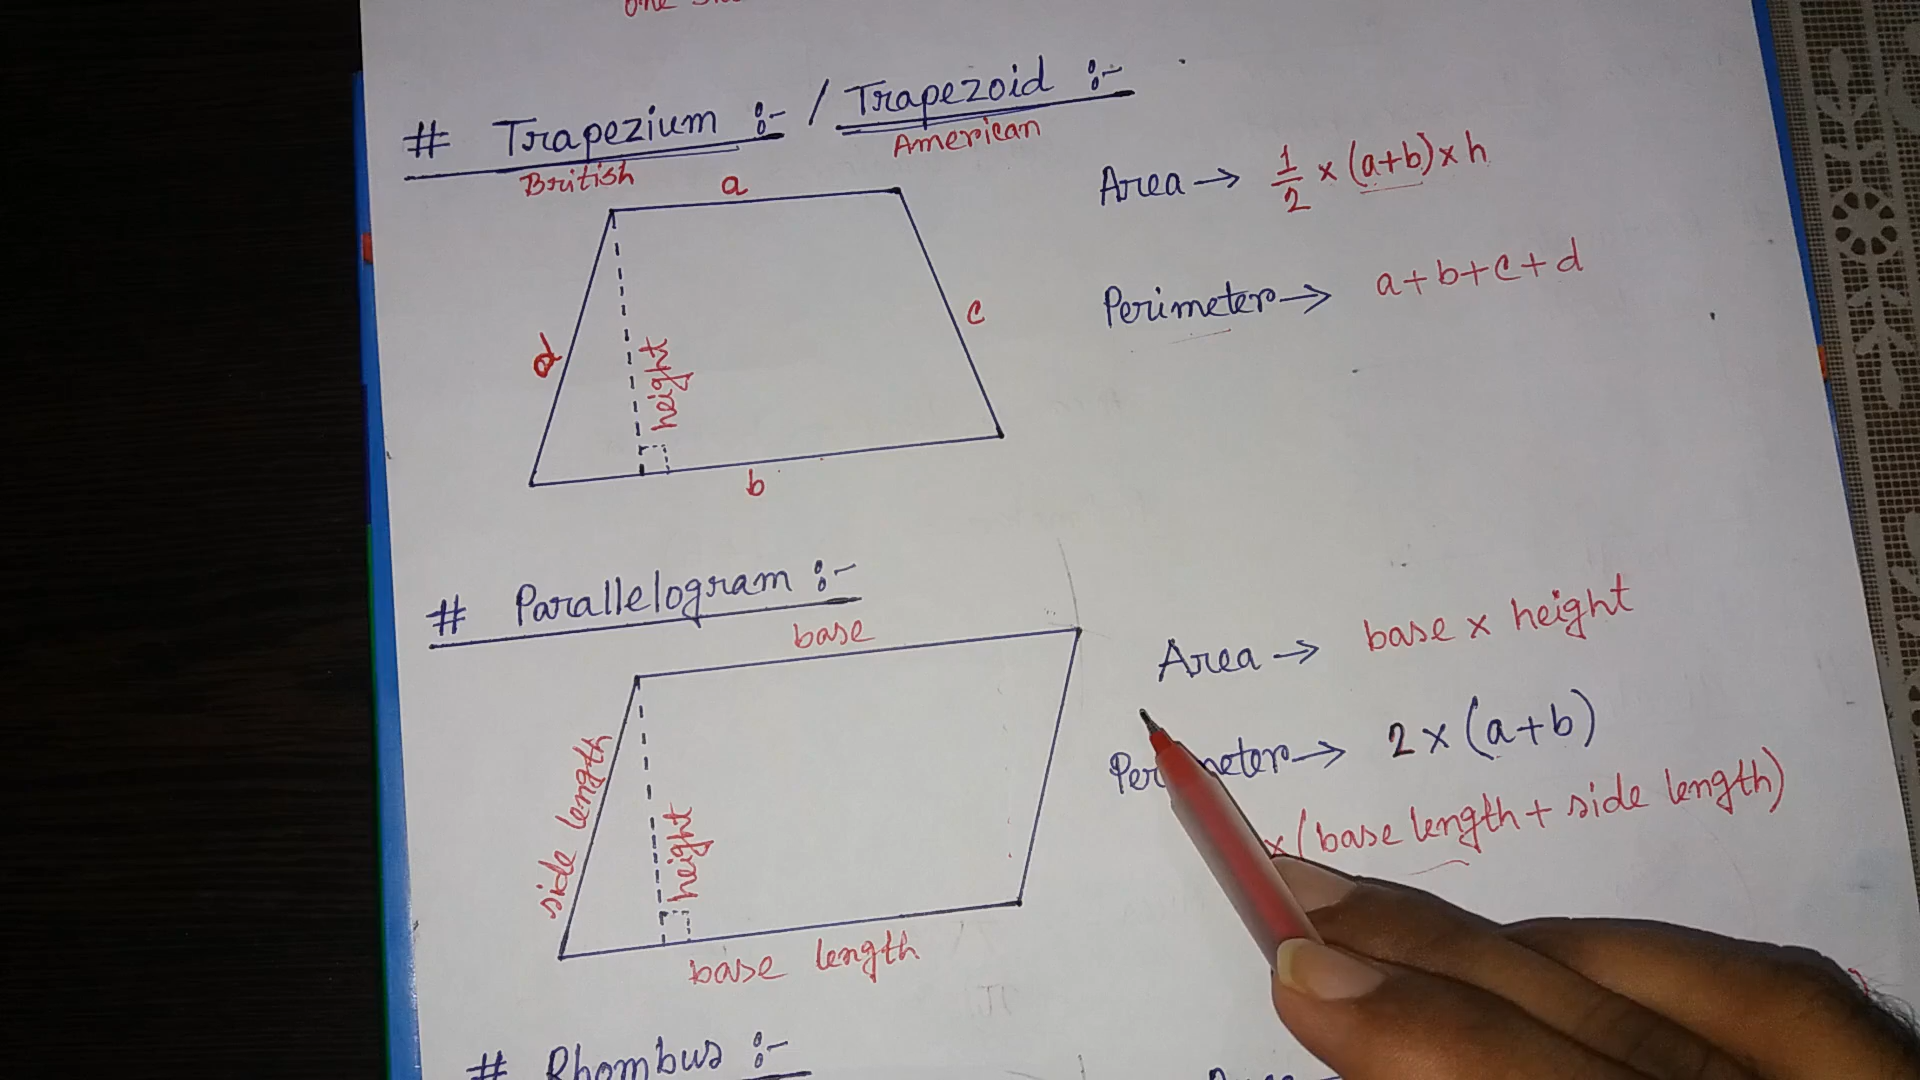 # Trapezium :- / Trapezoid :-
British
American
a
d
height
c
b
Area → 1/2 × (a+b) × h
Perimeter → a+b+c+d
# Parallelogram :-
base
side length
height
base length
Area → base × height
Perimeter → 2 × (a+b)
× (base length + side length)
# Rhombus :-